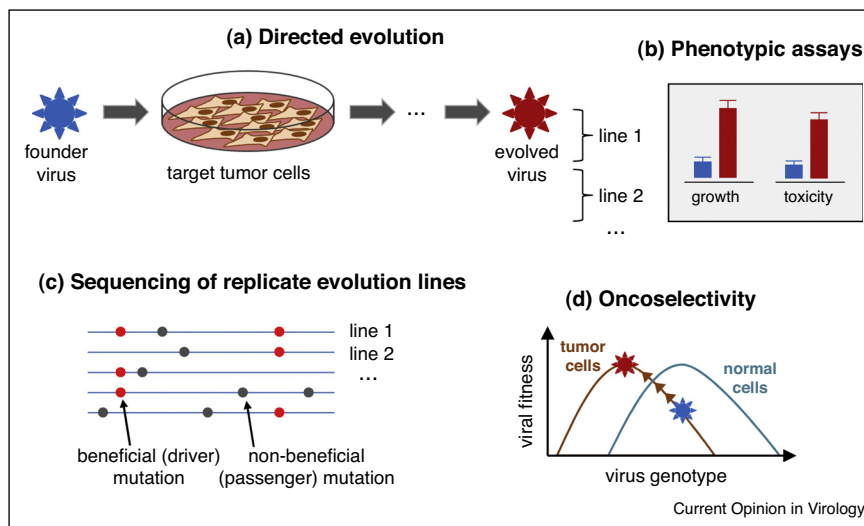 (a) Directed evolution
founder
virus
target tumor cells
...
evolved
virus
line 1
line 2
...
(b) Phenotypic assays
growth
toxicity
(c) Sequencing of replicate evolution lines
line 1
line 2
...
beneficial (driver)
mutation
non-beneficial
(passenger) mutation
(d) Oncoselectivity
viral fitness
tumor
cells
normal
cells
virus genotype
Current Opinion in Virology